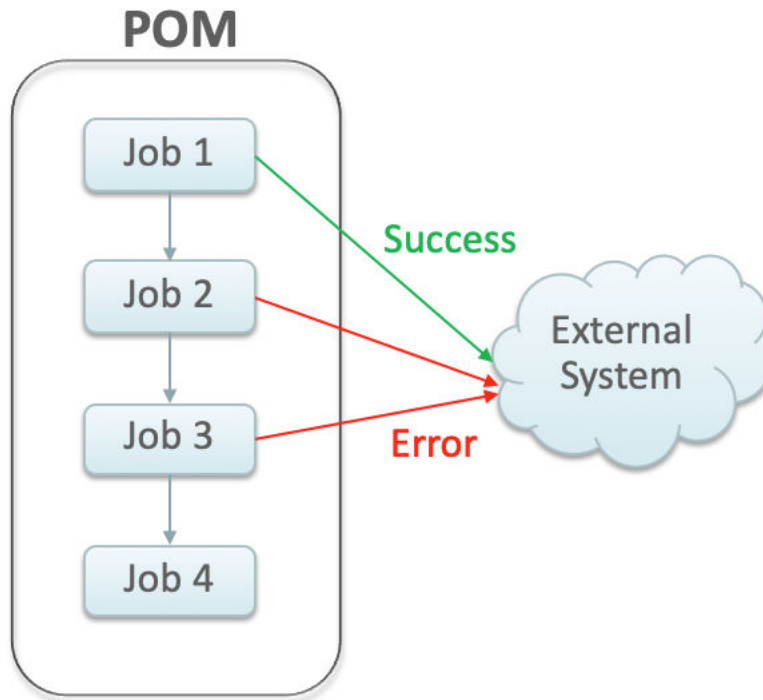 POM
Job 1
Success
Job 2
External
System
Job 3
Error
Job 4